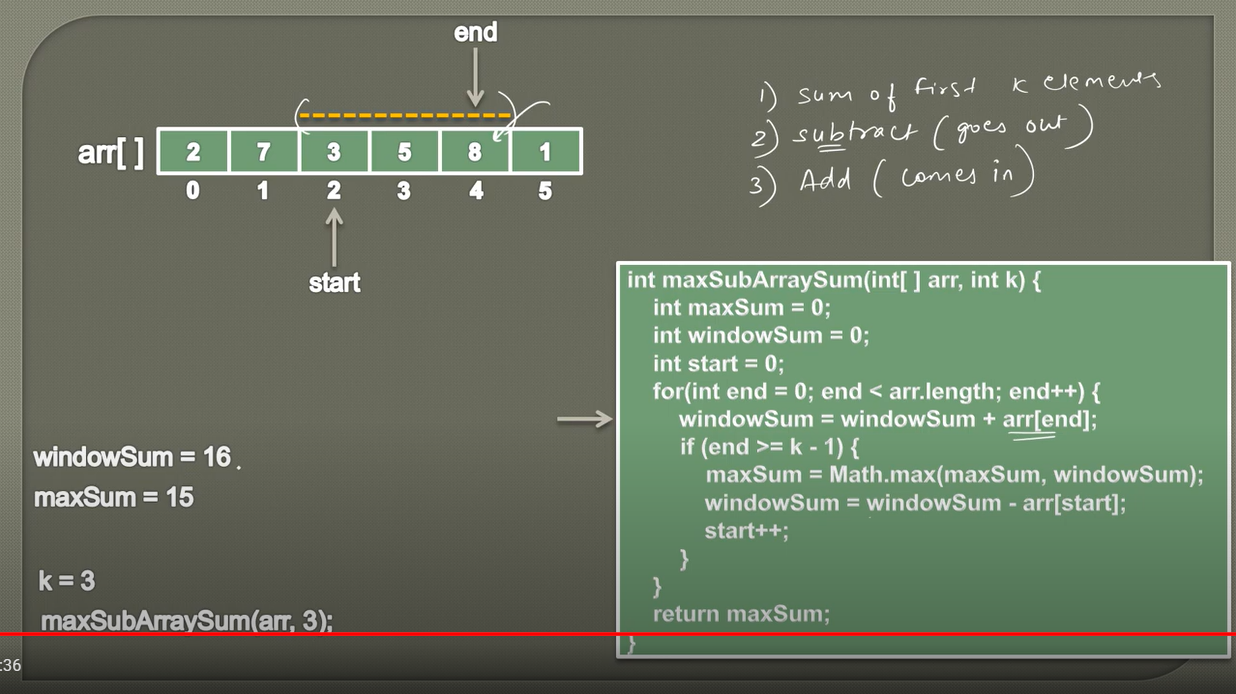 end
1) sum of first k elements
2) subtract (goes out)
3) Add (comes in)
arr[ ] 2 7 3 5 8 1
0 1 2 3 4 5
start
int maxSubArraySum(int[ ] arr, int k) {
int maxSum = 0;
int windowSum = 0;
int start = 0;
for(int end = 0; end < arr.length; end++) {
windowSum = windowSum + arr[end];
if (end >= k - 1) {
maxSum = Math.max(maxSum, windowSum);
windowSum = windowSum - arr[start];
start++;
}
}
return maxSum;
}
windowSum = 16
maxSum = 15
k = 3
maxSubArraySum(arr, 3);
:36